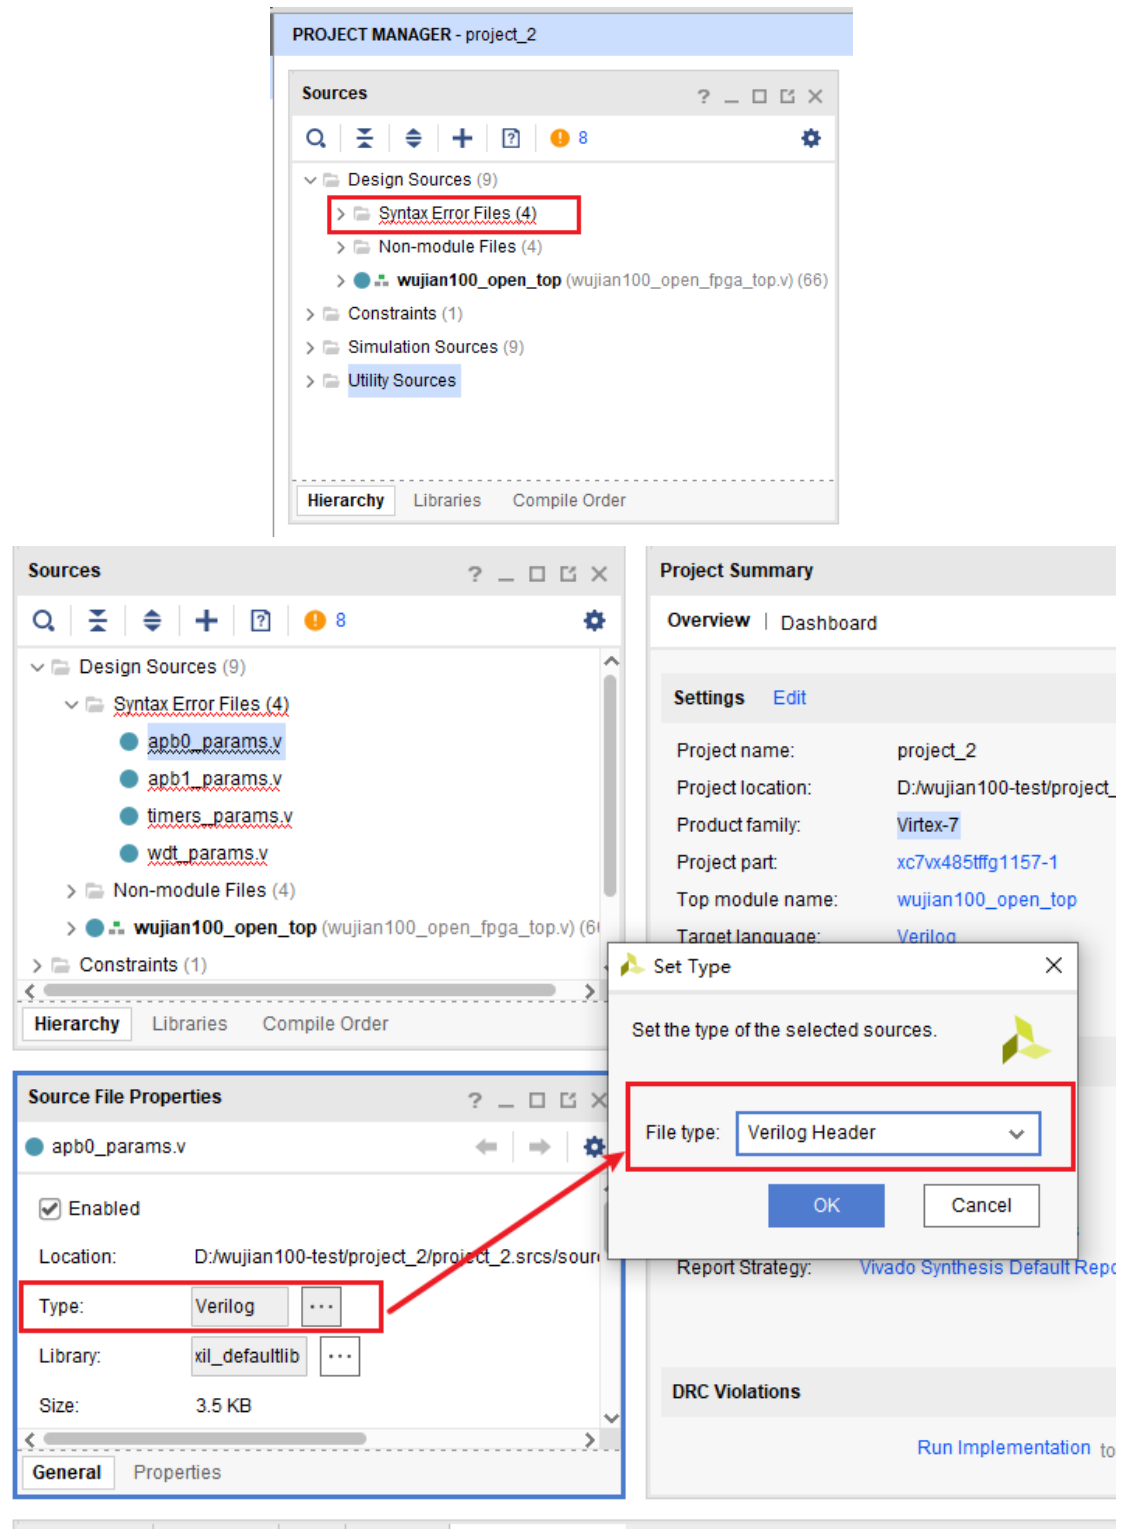 PROJECT MANAGER - project_2
Sources
8
Design Sources (9)
Syntax Error Files (4)
Non-module Files (4)
wujian100_open_top (wujian100_open_fpga_top.v) (66)
Constraints (1)
Simulation Sources (9)
Utility Sources
Hierarchy Libraries Compile Order
Sources
8
Design Sources (9)
Syntax Error Files (4)
apb0_params.v
apb1_params.v
timers_params.v
wdt_params.v
Non-module Files (4)
wujian100_open_top (wujian100_open_fpga_top.v) (6
Constraints (1)
Hierarchy Libraries Compile Order
Project Summary
Overview | Dashboard
Settings Edit
Project name: project_2
Project location: D:/wujian100-test/project_
Product family: Virtex-7
Project part: xc7vx485tffg1157-1
Top module name: wujian100_open_top
Target language: Verilog
Set Type
Set the type of the selected sources.
File type: Verilog Header
OK Cancel
Source File Properties
apb0_params.v
Enabled
Location: D:/wujian100-test/project_2/project_2.srcs/sour
Type: Verilog ...
Library: xil_defaultlib ...
Size: 3.5 KB
General Properties
Report Strategy: Vivado Synthesis Default Repo
DRC Violations
Run Implementation to